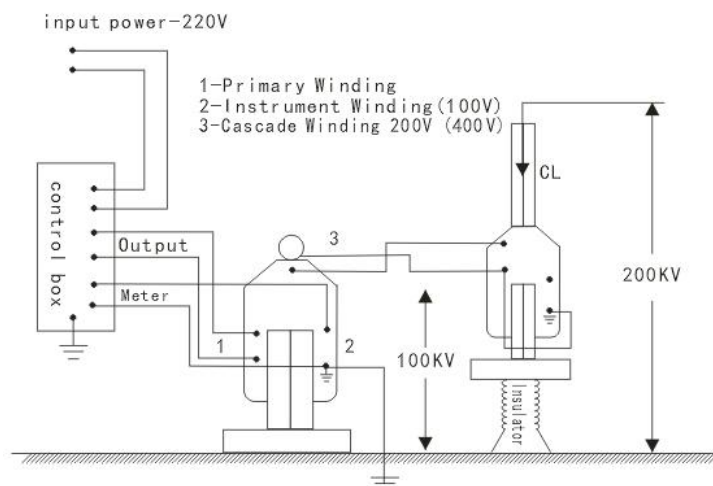 input power-220V
1-Primary Winding
2-Instrument Winding(100V)
3-Cascade Winding 200V (400V)
control box
Output
Meter
1
2
3
CL
100KV
200KV
Insulator